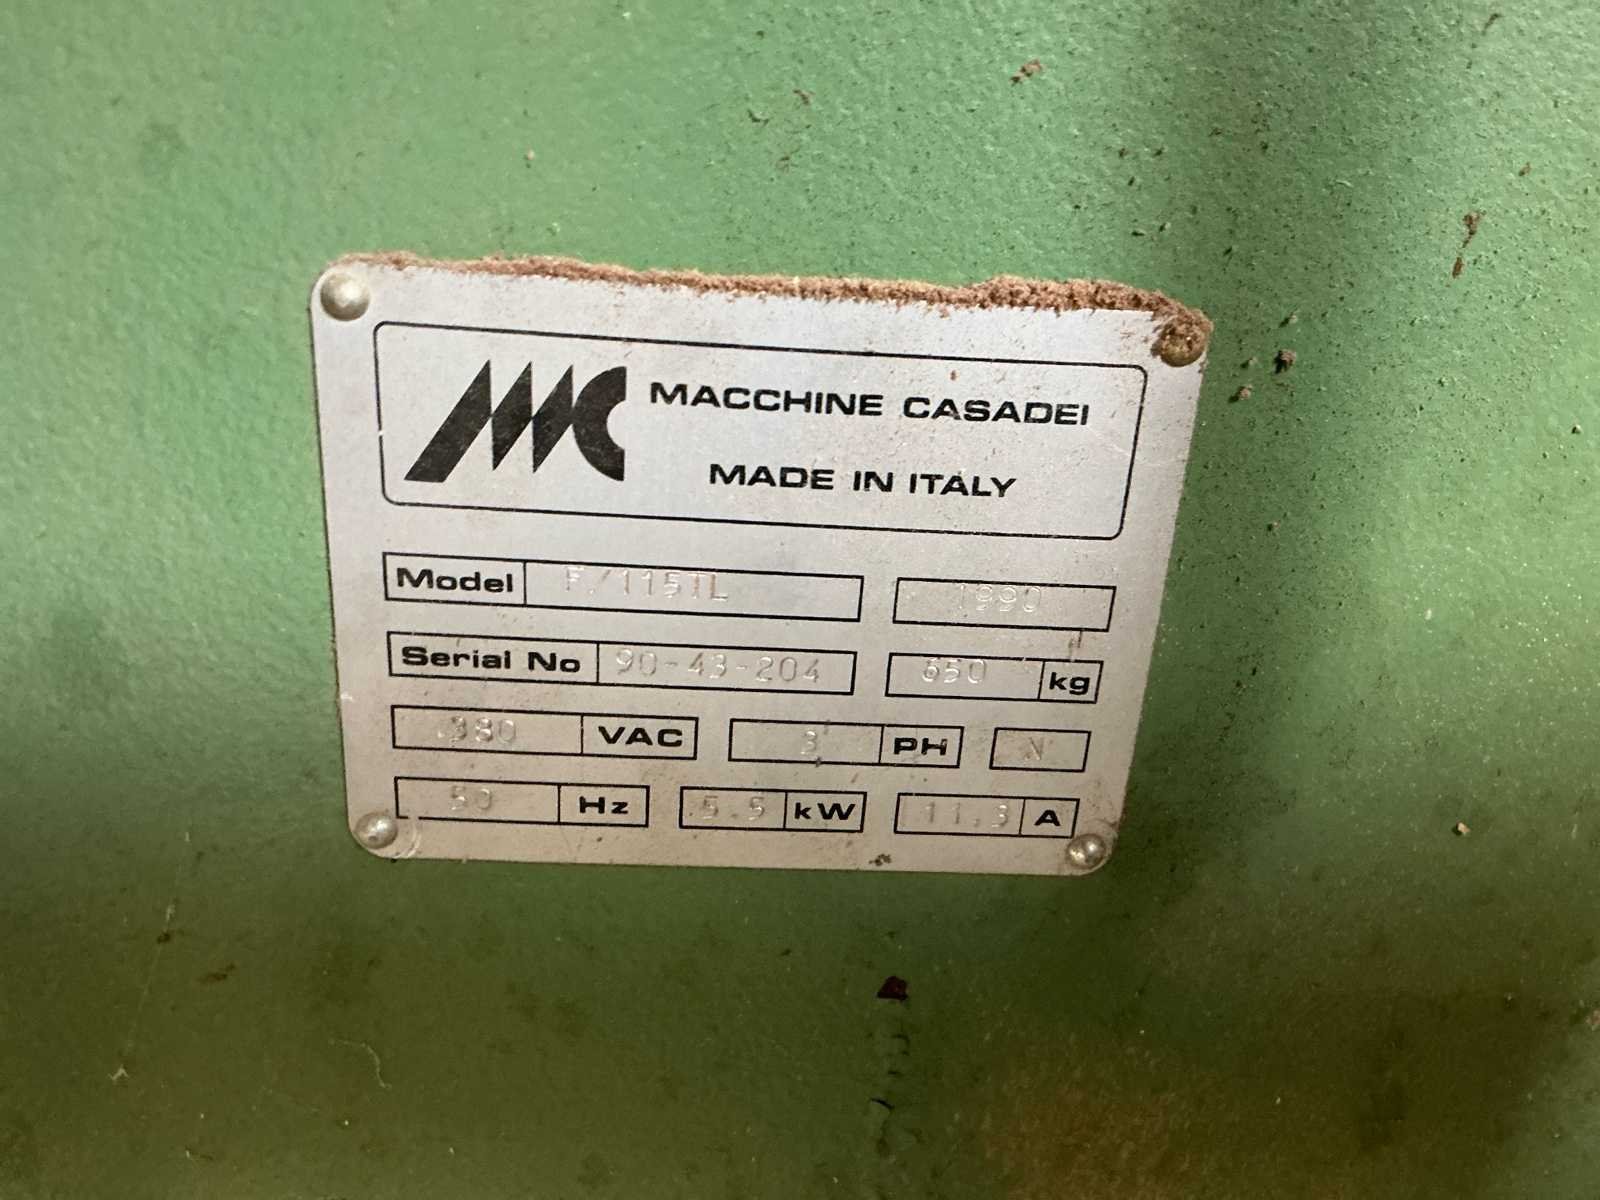 MC MACCHINE CASADEI
MADE IN ITALY
Model F/115TL 1990
Serial No 90-43-204 650 kg
380 VAC 3 PH N
50 Hz 5.5 kW 11.3 A